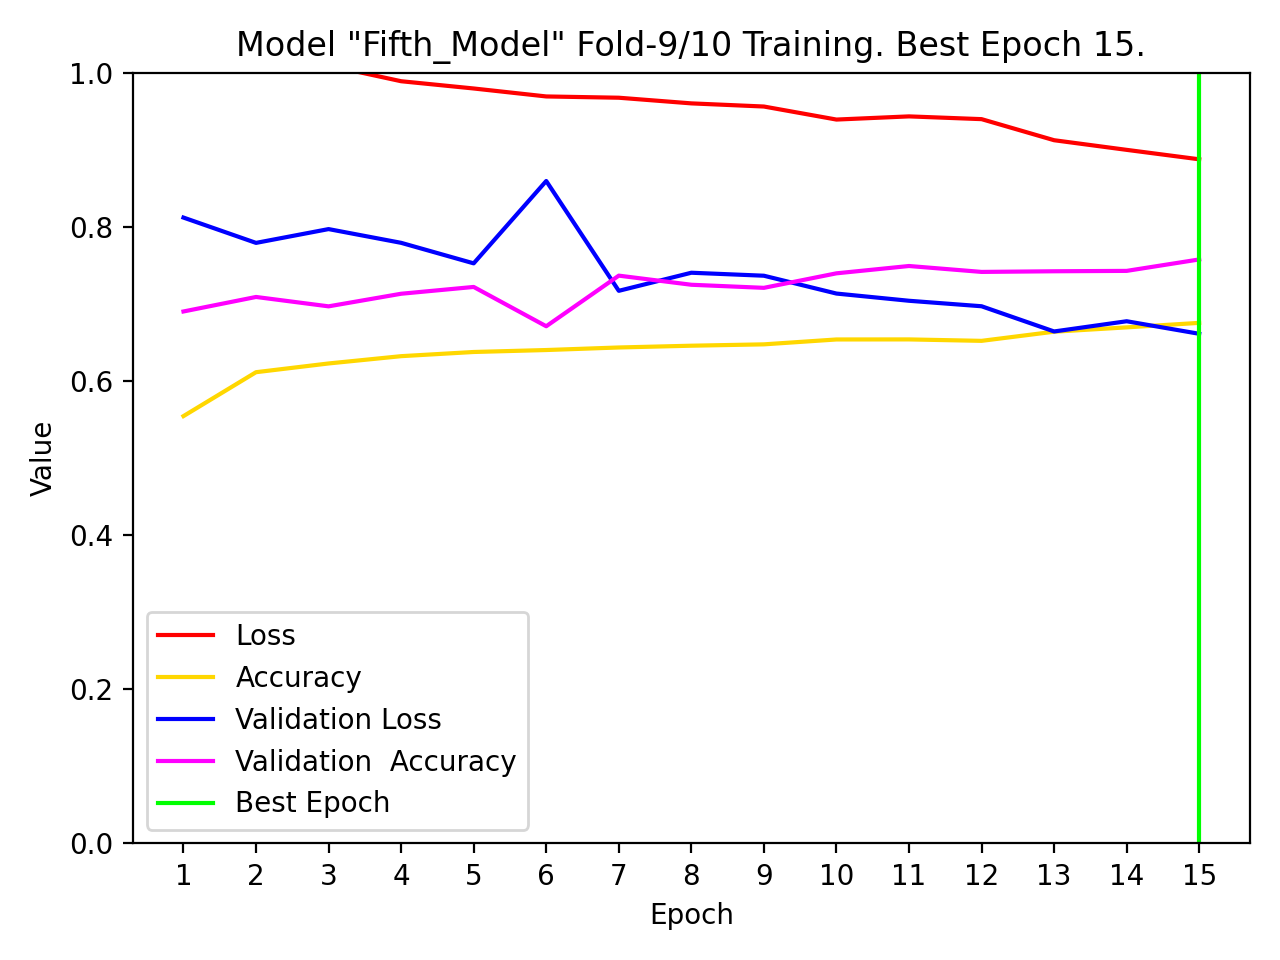 Model "Fifth_Model" Fold-9/10 Training. Best Epoch 15.
1.0
0.8
0.6
0.4
0.2
0.0
Value
Loss
Accuracy
Validation Loss
Validation  Accuracy
Best Epoch
1 2 3 4 5 6 7 8 9 10 11 12 13 14 15
Epoch